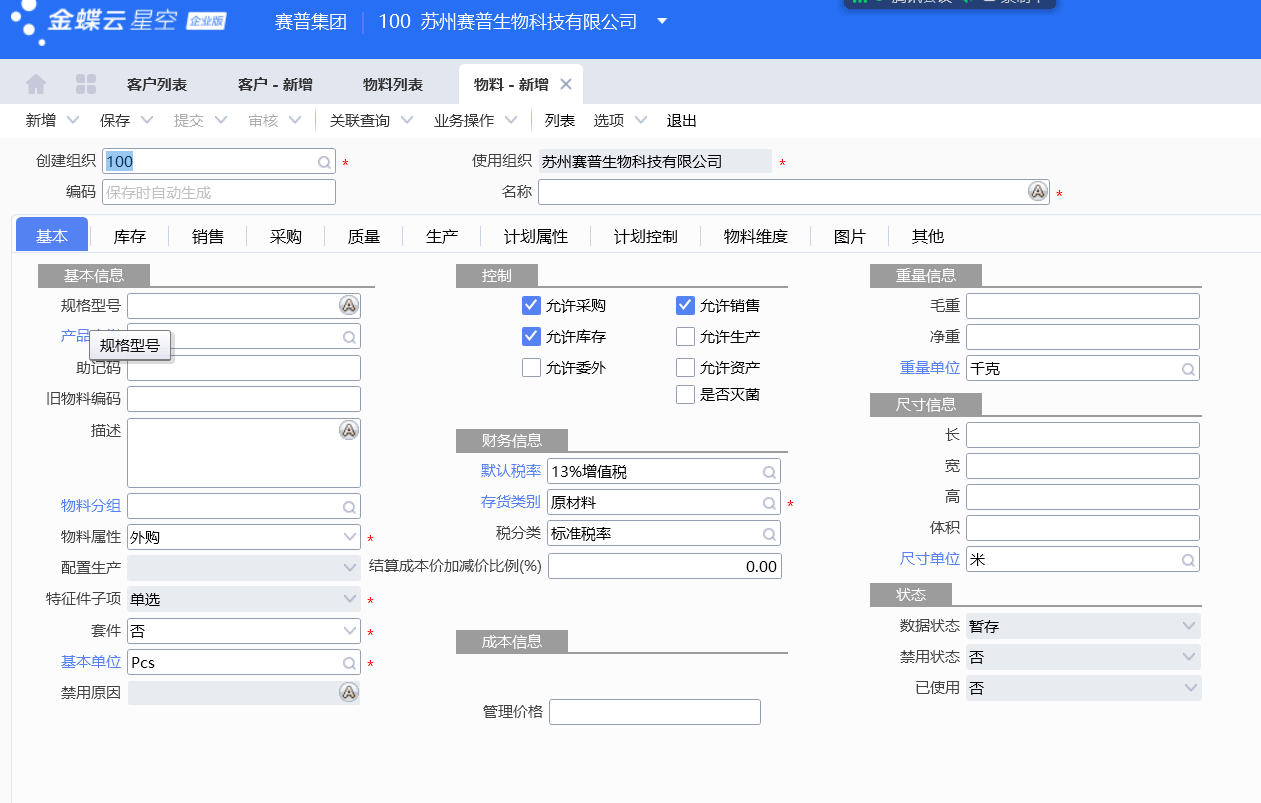 金蝶云 星空 企业版 赛普集团 100 苏州赛普生物科技有限公司
客户列表 客户 - 新增 物料列表 物料 - 新增
新增 保存 提交 审核 关联查询 业务操作 列表 选项 退出
创建组织 100 * 使用组织 苏州赛普生物科技有限公司 *
编码 保存时自动生成 名称 A *
基本 库存 销售 采购 质量 生产 计划属性 计划控制 物料维度 图片 其他
基本信息 控制 重量信息
规格型号 A 允许采购 允许销售 毛重
产品 允许库存 允许生产 净重
规格型号
助记码 允许委外 允许资产 重量单位 千克
旧物料编码 是否灭菌 尺寸信息
描述 A 财务信息 长
默认税率 13%增值税 宽
物料分组 存货类别 原材料 * 高
物料属性 外购 * 税分类 标准税率 体积
配置生产 结算成本价加减价比例(%) 0.00 尺寸单位 米
特征件子项 单选 * 状态
套件 否 * 成本信息 数据状态 暂存
基本单位 Pcs * 禁用状态 否
禁用原因 A 管理价格 已使用 否